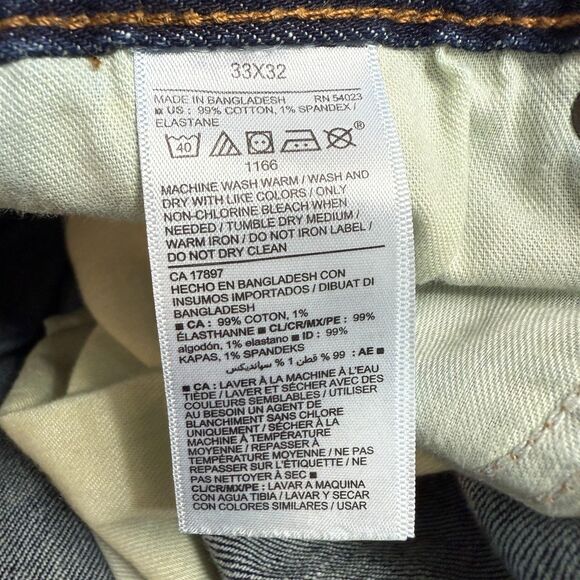 33X32
MADE IN BANGLADESH RN 54023
■ US : 99% COTTON, 1% SPANDEX /
ELASTANE
40 ®
1166
MACHINE WASH WARM / WASH AND
DRY WITH LIKE COLORS / ONLY
NON-CHLORINE BLEACH WHEN
NEEDED / TUMBLE DRY MEDIUM /
WARM IRON / DO NOT IRON LABEL /
DO NOT DRY CLEAN
CA 17897
HECHO EN BANGLADESH CON
INSUMOS IMPORTADOS / DIBUAT DI
BANGLADESH
■ CA : 99% COTON, 1%
ÉLASTHANNE ■ CL/CR/MX/PE : 99%
algodón, 1% elastano ■ ID : 99%
KAPAS, 1% SPANDEKS
■ AE : 99 % قطن 1 % سباندیکس
■ CA : LAVER À LA MACHINE À L'EAU
TIÈDE / LAVER ET SÉCHER AVEC DES
COULEURS SEMBLABLES / UTILISER
AU BESOIN UN AGENT DE
BLANCHIMENT SANS CHLORE
UNIQUEMENT / SÉCHER À LA
MACHINE À TEMPÉRATURE
MOYENNE / REPASSER À
TEMPÉRATURE MOYENNE / NE PAS
REPASSER SUR L'ÉTIQUETTE / NE
PAS NETTOYER À SEC ■
CL/CR/MX/PE : LAVAR A MAQUINA
CON AGUA TIBIA / LAVAR Y SECAR
CON COLORES SIMILARES / USAR